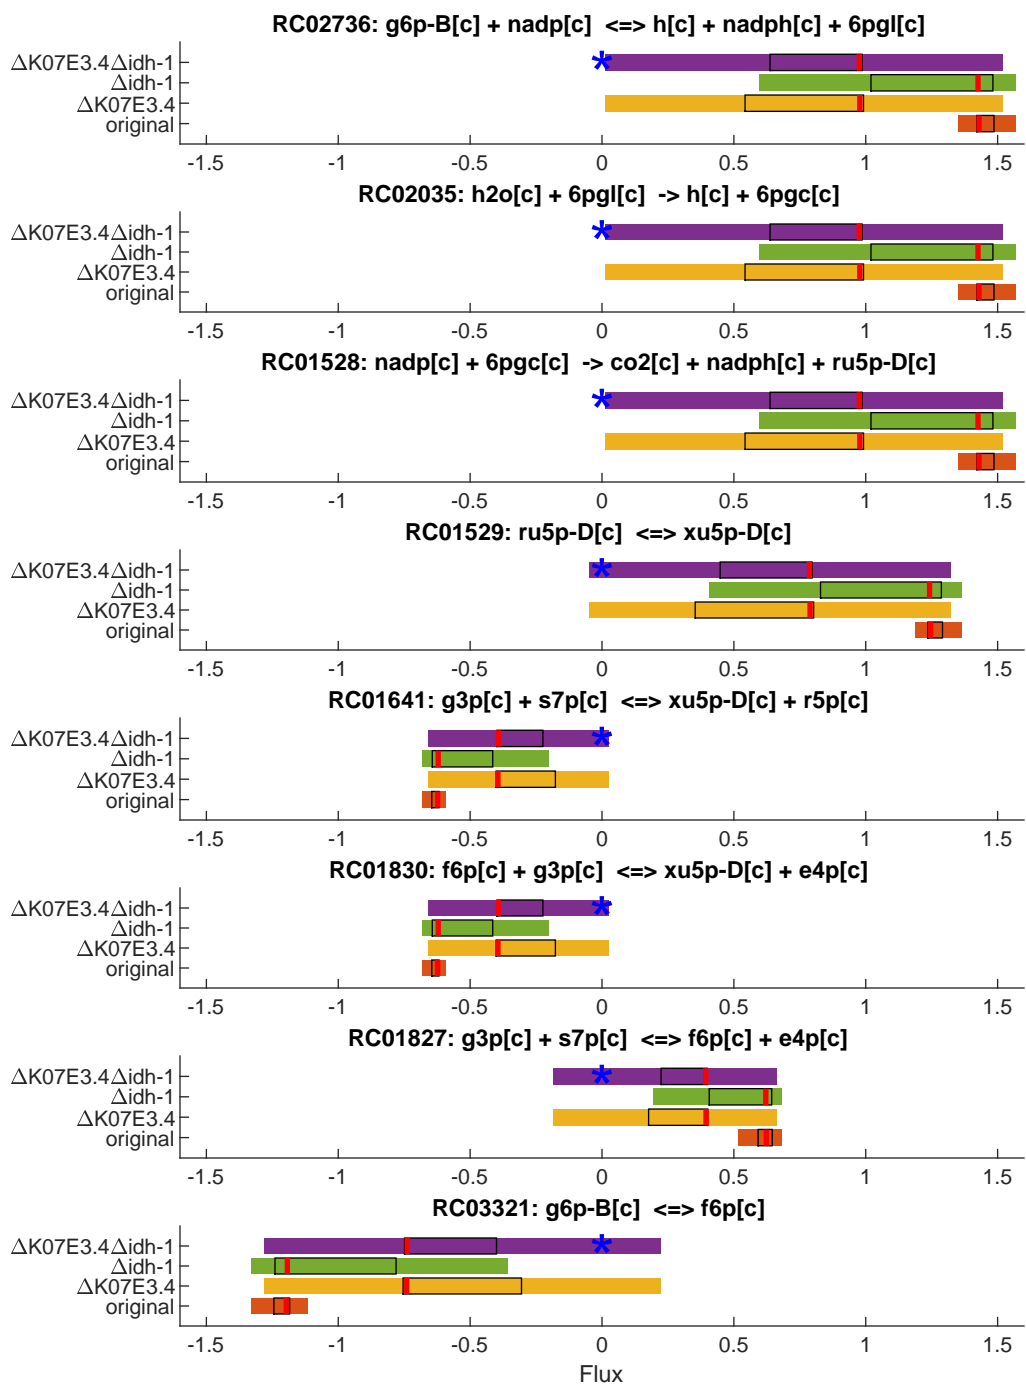 RC02736: g6p-B[c] + nadp[c] <=> h[c] + nadph[c] + 6pgl[c]
ΔK07E3.4Δidh-1
Δidh-1
ΔK07E3.4
original
-1.5 -1 -0.5 0 0.5 1 1.5
RC02035: h2o[c] + 6pgl[c] -> h[c] + 6pgc[c]
ΔK07E3.4Δidh-1
Δidh-1
ΔK07E3.4
original
-1.5 -1 -0.5 0 0.5 1 1.5
RC01528: nadp[c] + 6pgc[c] -> co2[c] + nadph[c] + ru5p-D[c]
ΔK07E3.4Δidh-1
Δidh-1
ΔK07E3.4
original
-1.5 -1 -0.5 0 0.5 1 1.5
RC01529: ru5p-D[c] <=> xu5p-D[c]
ΔK07E3.4Δidh-1
Δidh-1
ΔK07E3.4
original
-1.5 -1 -0.5 0 0.5 1 1.5
RC01641: g3p[c] + s7p[c] <=> xu5p-D[c] + r5p[c]
ΔK07E3.4Δidh-1
Δidh-1
ΔK07E3.4
original
-1.5 -1 -0.5 0 0.5 1 1.5
RC01830: f6p[c] + g3p[c] <=> xu5p-D[c] + e4p[c]
ΔK07E3.4Δidh-1
Δidh-1
ΔK07E3.4
original
-1.5 -1 -0.5 0 0.5 1 1.5
RC01827: g3p[c] + s7p[c] <=> f6p[c] + e4p[c]
ΔK07E3.4Δidh-1
Δidh-1
ΔK07E3.4
original
-1.5 -1 -0.5 0 0.5 1 1.5
RC03321: g6p-B[c] <=> f6p[c]
ΔK07E3.4Δidh-1
Δidh-1
ΔK07E3.4
original
-1.5 -1 -0.5 0 0.5 1 1.5
Flux